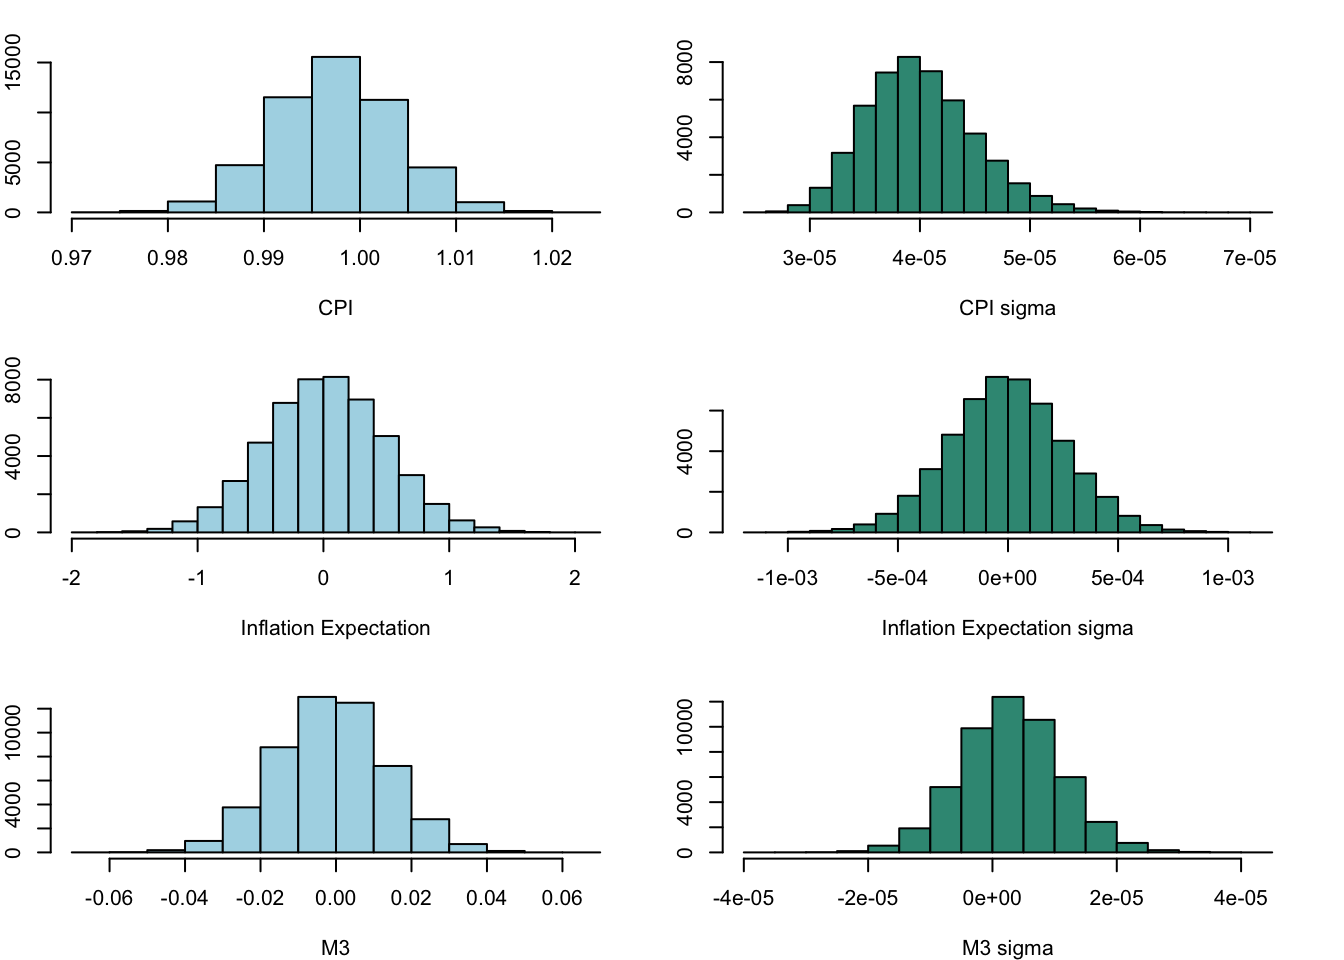 0 5000 15000
0.97 0.98 0.99 1.00 1.01 1.02
CPI
0 4000 8000
3e-05 4e-05 5e-05 6e-05 7e-05
CPI sigma
0 4000 8000
-2 -1 0 1 2
Inflation Expectation
0 4000
-1e-03 -5e-04 0e+00 5e-04 1e-03
Inflation Expectation sigma
0 4000 10000
-0.06 -0.04 -0.02 0.00 0.02 0.04 0.06
M3
0 4000 10000
-4e-05 -2e-05 0e+00 2e-05 4e-05
M3 sigma